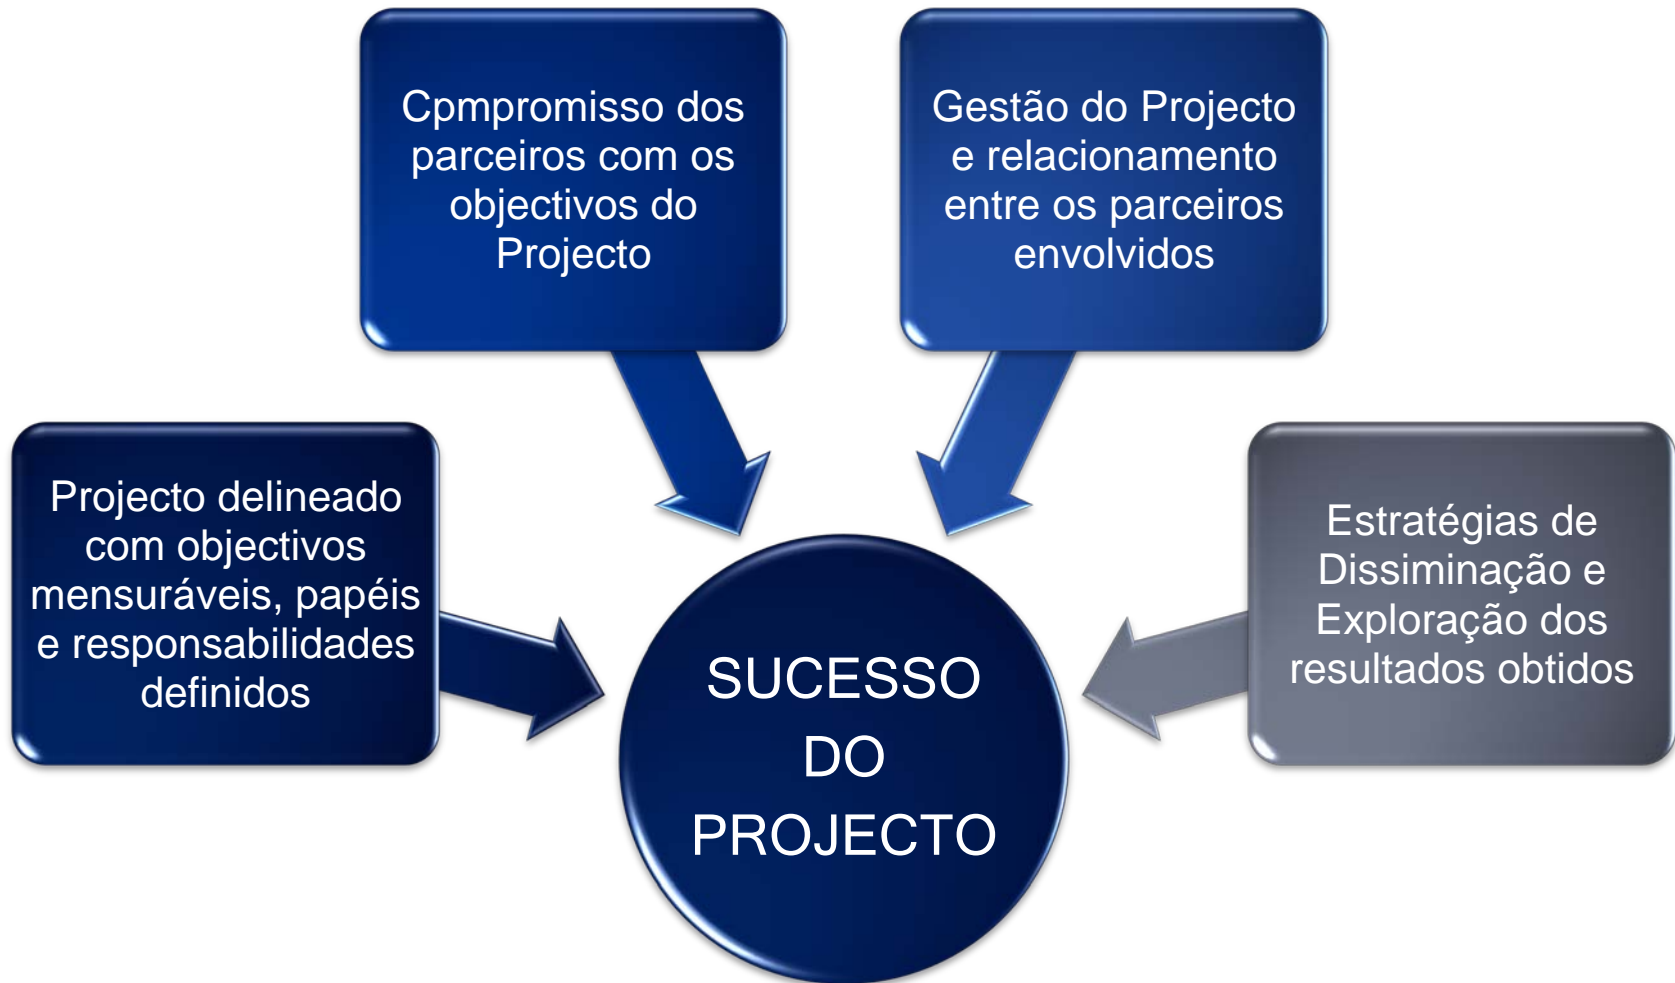 Cpmpromisso dos
parceiros com os
objectivos do
Projecto
Gestão do Projecto
e relacionamento
entre os parceiros
envolvidos
Projecto delineado
com objectivos
mensuráveis, papéis
e responsabilidades
definidos
Estratégias de
Dissiminação e
Exploração dos
resultados obtidos
SUCESSO
DO
PROJECTO